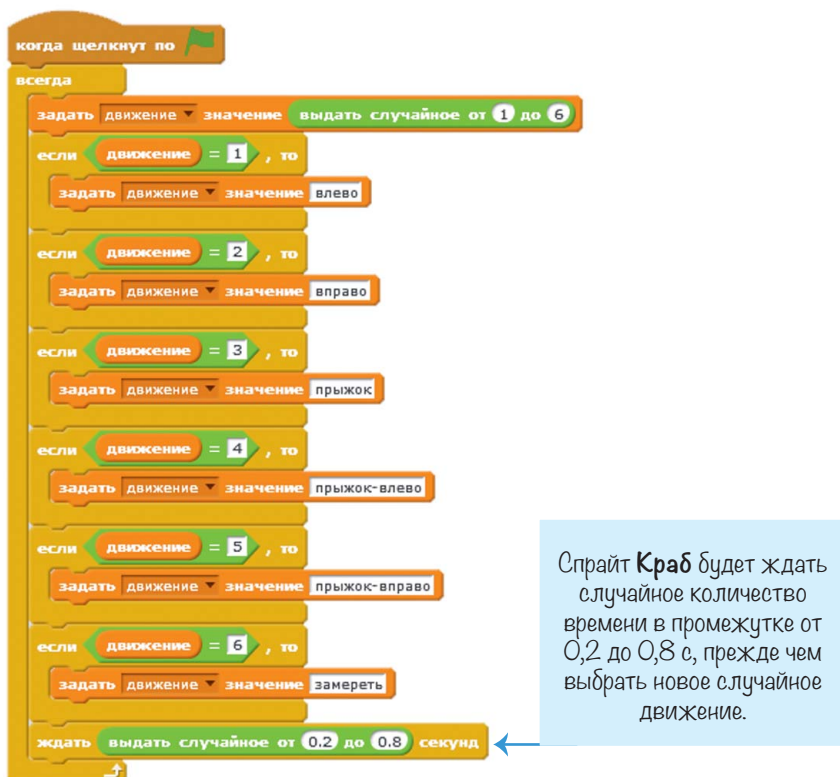 когда щелкнут по
всегда
задать движение значение выдать случайное от 1 до 6
если движение = 1 , то
задать движение значение влево
если движение = 2 , то
задать движение значение вправо
если движение = 3 , то
задать движение значение прыжок
если движение = 4 , то
задать движение значение прыжок-влево
если движение = 5 , то
задать движение значение прыжок-вправо
если движение = 6 , то
задать движение значение замереть
ждать выдать случайное от 0.2 до 0.8 секунд
Спрайт Краб будет ждать
случайное количество
времени в промежутке от
0,2 до 0,8 с, прежде чем
выбрать новое случайное
движение.